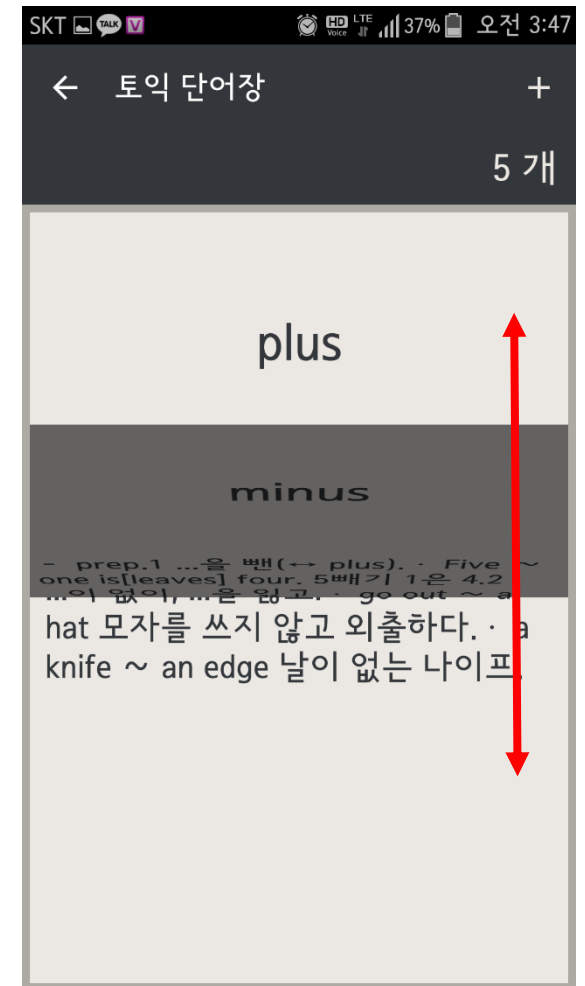 SKT TALK V HD Voice LTE 37% 오전 3:47
← 토익 단어장 +
5 개
plus
minus
- prep.1 ...을 뺀(↔ plus). · Five ~
one is[leaves] four. 5빼기 1은 4.2
...이 없이, ...을 잃고. · go out ~ a
hat 모자를 쓰지 않고 외출하다. · a
knife ~ an edge 날이 없는 나이프.